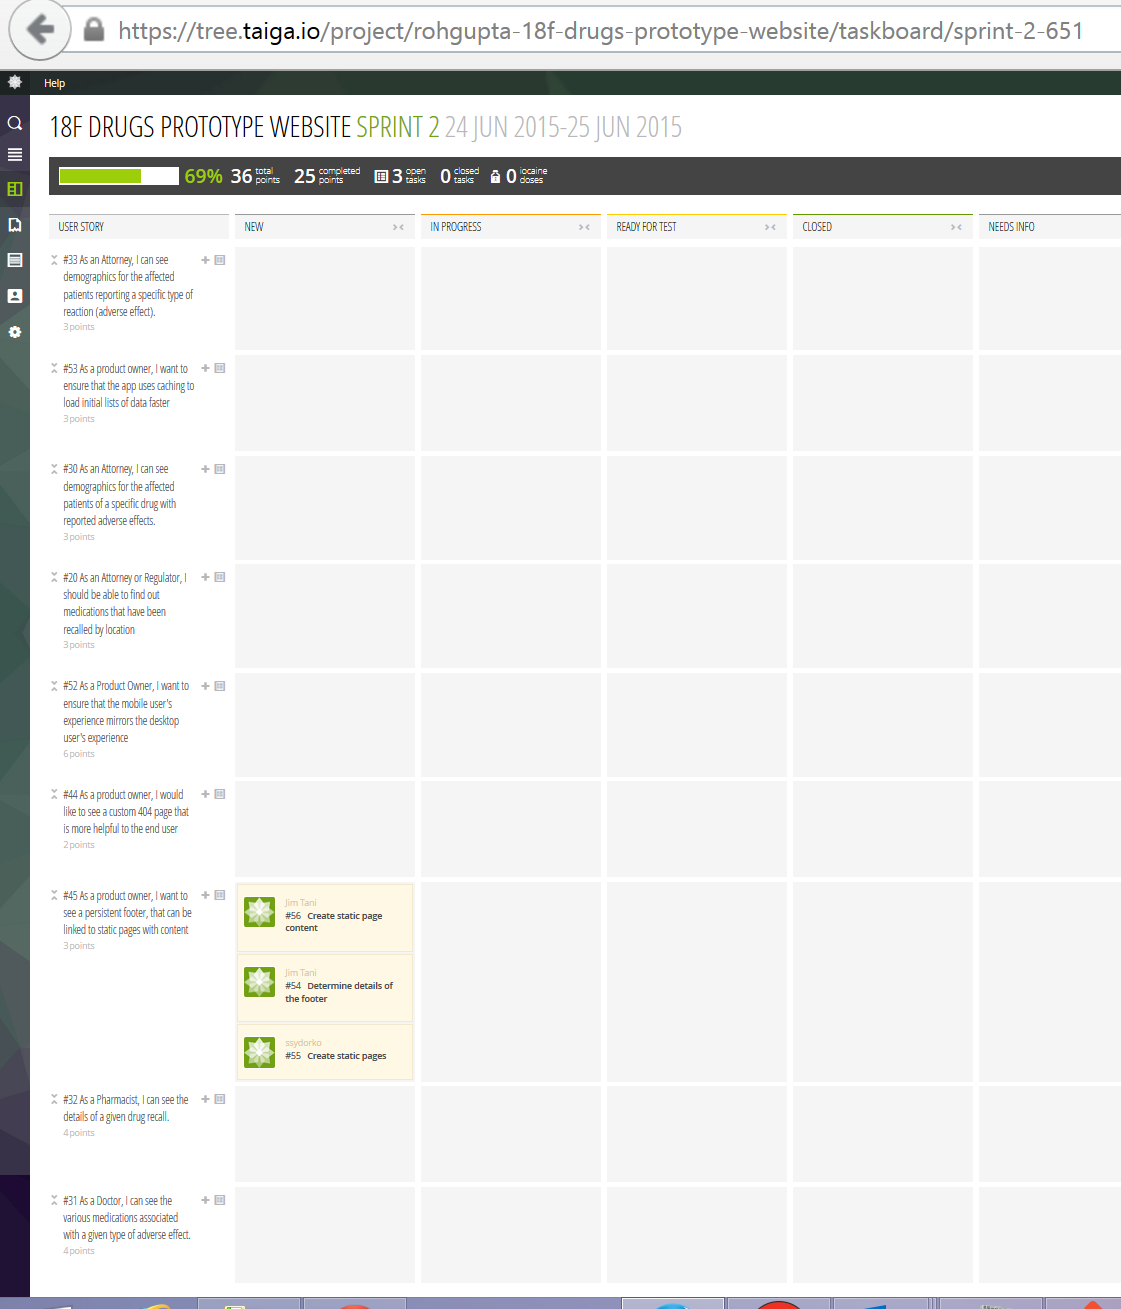 https://tree.taiga.io/project/rohgupta-18f-drugs-prototype-website/taskboard/sprint-2-651
Help
18F DRUGS PROTOTYPE WEBSITE SPRINT 2 24 JUN 2015-25 JUN 2015
69% 36 total points 25 completed points 3 open tasks 0 closed tasks 0 iocaine doses
USER STORY NEW IN PROGRESS READY FOR TEST CLOSED NEEDS INFO
#33 As an Attorney, I can see
demographics for the affected
patients reporting a specific type of
reaction (adverse effect).
3 points
#53 As a product owner, I want to
ensure that the app uses caching to
load initial lists of data faster
3 points
#30 As an Attorney, I can see
demographics for the affected
patients of a specific drug with
reported adverse effects.
3 points
#20 As an Attorney or Regulator, I
should be able to find out
medications that have been
recalled by location
3 points
#52 As a Product Owner, I want to
ensure that the mobile user's
experience mirrors the desktop
user's experience
6 points
#44 As a product owner, I would
like to see a custom 404 page that
is more helpful to the end user
2 points
#45 As a product owner, I want to
see a persistent footer, that can be
linked to static pages with content
3 points
Jim Tani
#56 Create static page
content
Jim Tani
#54 Determine details of
the footer
ssydorko
#55 Create static pages
#32 As a Pharmacist, I can see the
details of a given drug recall.
4 points
#31 As a Doctor, I can see the
various medications associated
with a given type of adverse effect.
4 points